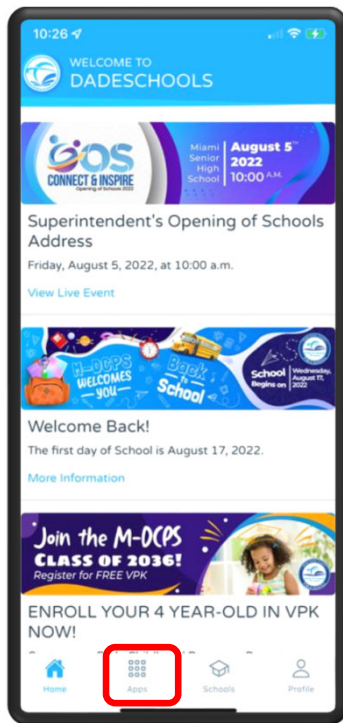 10:26
WELCOME TO
DADESCHOOLS
GOS
CONNECT & INSPIRE
Opening of Schools 2022
Miami
Senior
High
School
August 5
2022
10:00 A.M.
Superintendent's Opening of Schools
Address
Friday, August 5, 2022, at 10:00 a.m.
View Live Event
M-DCPS
WELCOMES
YOU
Back
to
School
School
Begins on
Wednesday,
August 17,
2022
Welcome Back!
The first day of School is August 17, 2022.
More Information
Join the M-DCPS
CLASS OF 2036!
Register for FREE VPK
ENROLL YOUR 4 YEAR-OLD IN VPK
NOW!
Home
Apps
Schools
Profile